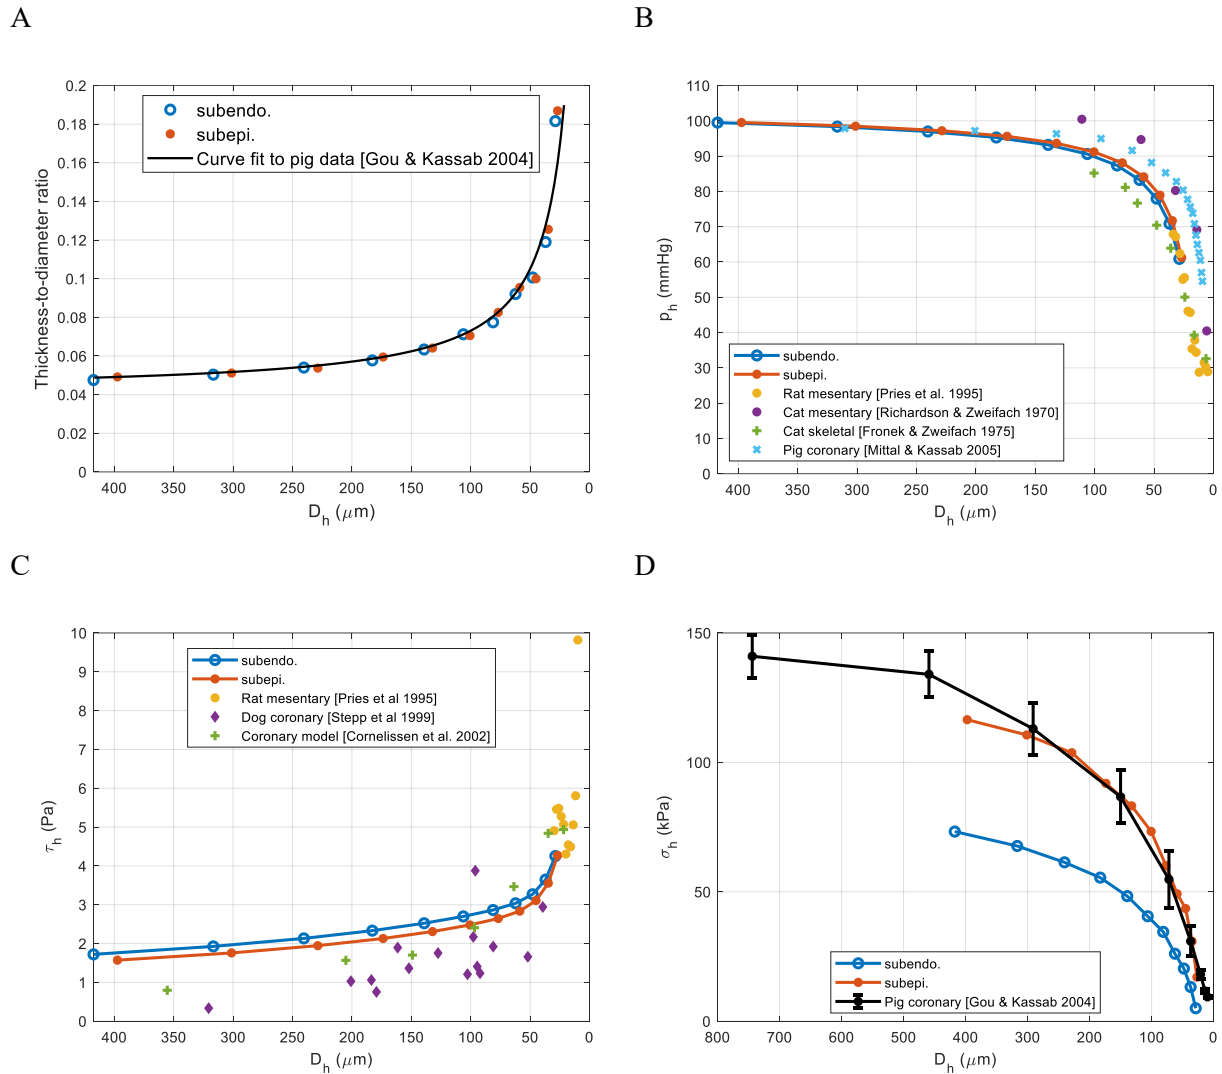 A
B
0.2
0.18
0.16
0.14
0.12
0.1
0.08
0.06
0.04
0.02
0
Thickness-to-diameter ratio
subendo.
subepi.
Curve fit to pig data [Gou & Kassab 2004]
400 350 300 250 200 150 100 50 0
D_h (μm)
110
100
90
80
70
60
50
40
30
20
10
0
p_h (mmHg)
subendo.
subepi.
Rat mesentary [Pries et al. 1995]
Cat mesentary [Richardson & Zweifach 1970]
Cat skeletal [Fronek & Zweifach 1975]
Pig coronary [Mittal & Kassab 2005]
400 350 300 250 200 150 100 50 0
D_h (μm)
C
D
10
9
8
7
6
5
4
3
2
1
0
τ_h (Pa)
subendo.
subepi.
Rat mesentary [Pries et al 1995]
Dog coronary [Stepp et al 1999]
Coronary model [Cornelissen et al. 2002]
400 350 300 250 200 150 100 50 0
D_h (μm)
150
100
50
0
σ_h (kPa)
subendo.
subepi.
Pig coronary [Gou & Kassab 2004]
800 700 600 500 400 300 200 100 0
D_h (μm)